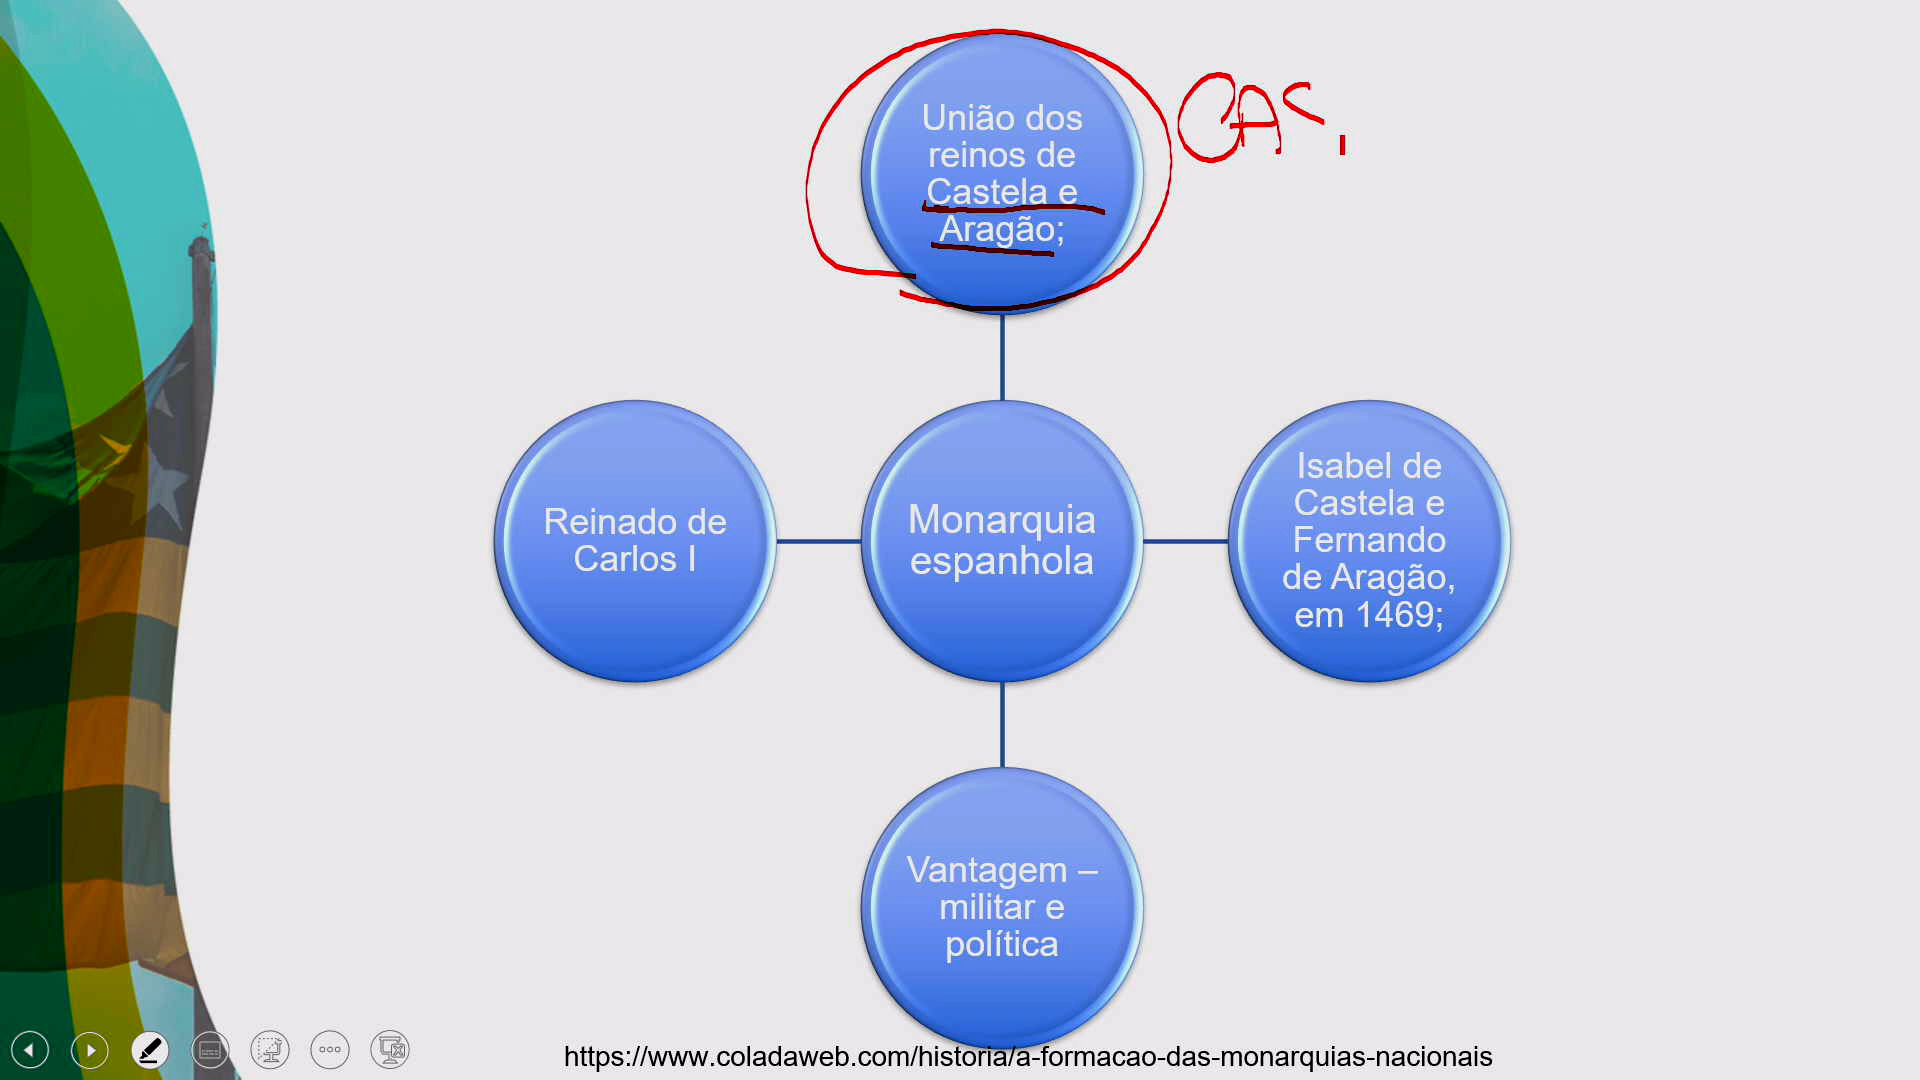 União dos
reinos de
Castela e
Aragão;
CAS
Reinado de
Carlos I
Monarquia
espanhola
Isabel de
Castela e
Fernando
de Aragão,
em 1469;
Vantagem –
militar e
política
https://www.coladaweb.com/historia/a-formacao-das-monarquias-nacionais